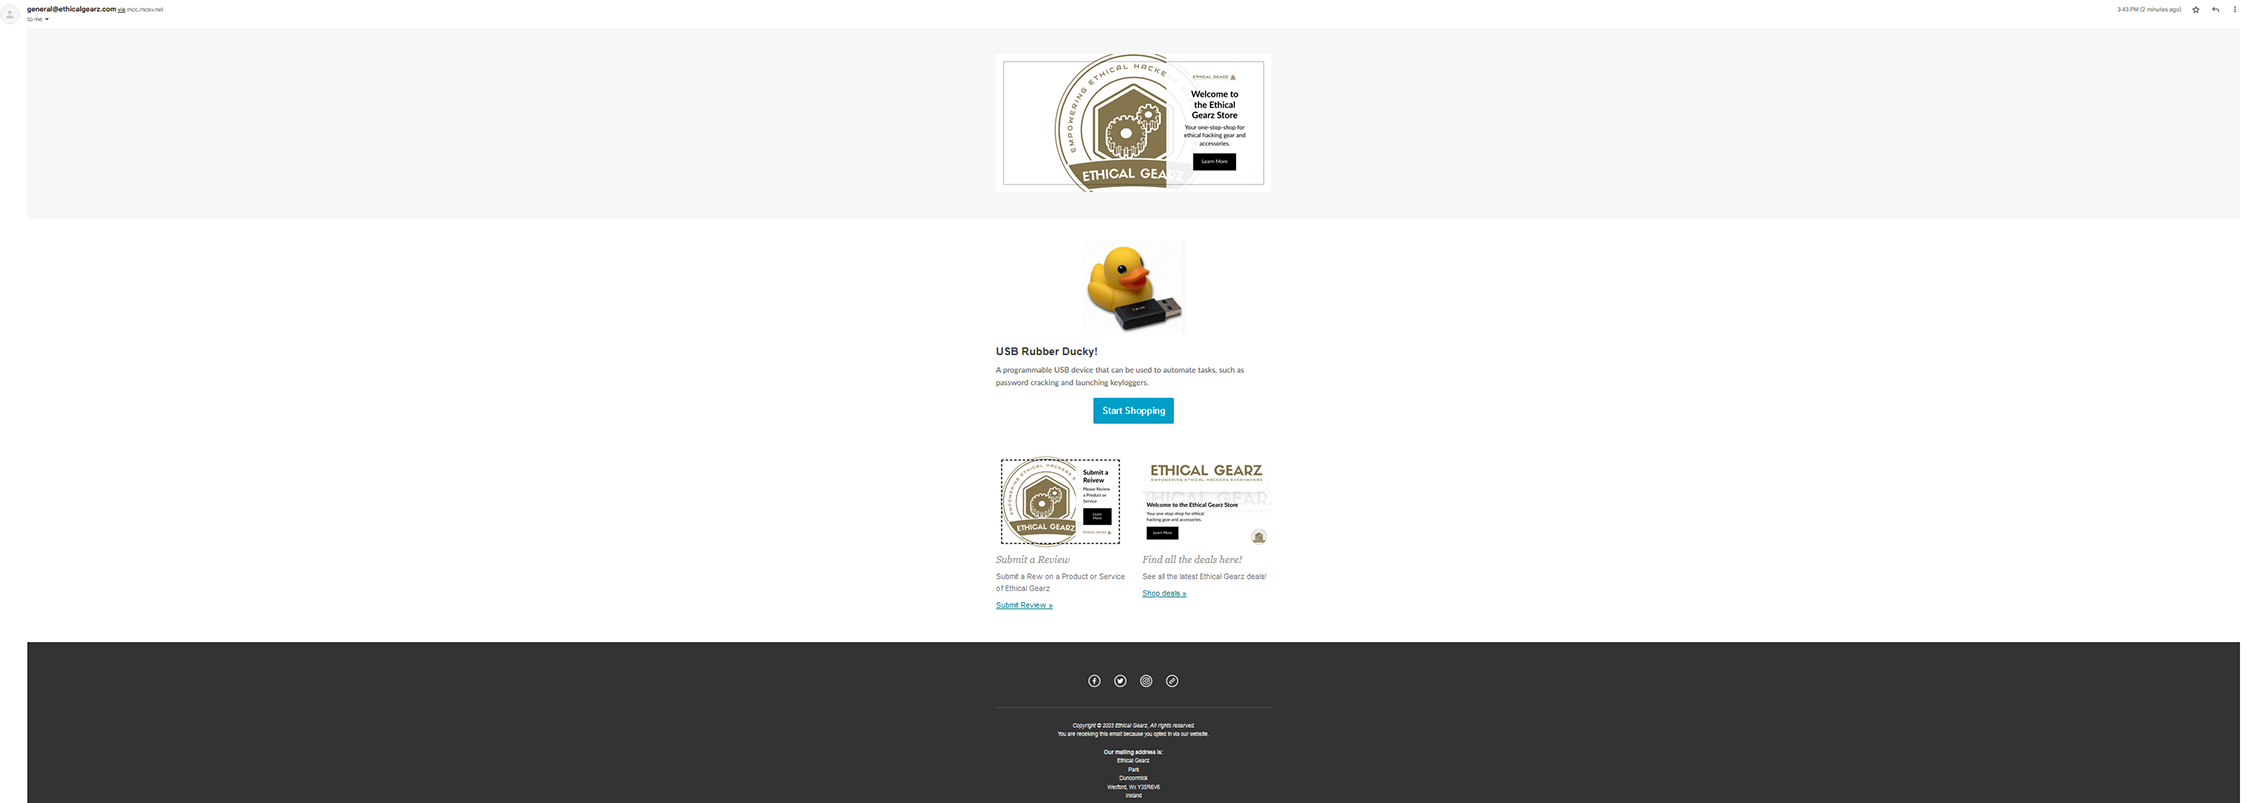 general@ethicalgearz.com via mcc.mcsv.net
to me
3:43 PM (2 minutes ago)
EMPOWERING ETHICAL HACKE
ETHICAL GEARZ
ETHICAL GEARZ
Welcome to
the Ethical
Gearz Store
Your one-stop-shop for
ethical hacking gear and
accessories.
Learn More
USB Rubber Ducky!
A programmable USB device that can be used to automate tasks, such as
password cracking and launching keyloggers.
Start Shopping
EMPOWERING ETHICAL HACKERS
ETHICAL GEARZ
Submit a
Reivew
Please Review
a Product or
Service
Learn
More
ETHICAL GEARZ
Submit a Review
Submit a Rew on a Product or Service
of Ethical Gearz
Submit Review »
ETHICAL GEARZ
EMPOWERING ETHICAL HACKERS EVERYWHERE
THICAL GEARZ
Welcome to the Ethical Gearz Store
Your one-stop-shop for ethical
hacking gear and accessories.
Learn More
Find all the deals here!
See all the latest Ethical Gearz deals!
Shop deals »
Copyright © 2023 Ethical Gearz, All rights reserved.
You are receiving this email because you opted in via our website.
Our mailing address is:
Ethical Gearz
Park
Duncormick
Wexford, Wx Y35R6V6
Ireland